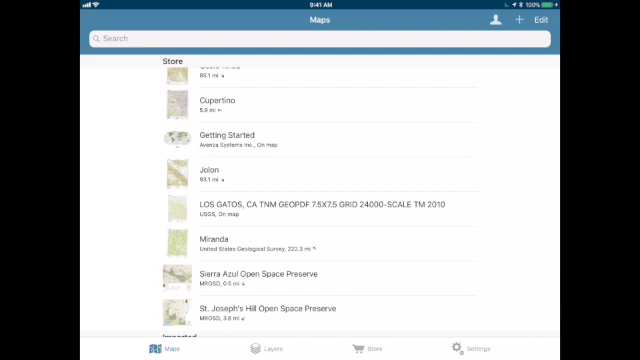 9:41 AM
100%
Maps
Edit
Search
Store
85.1 mi
Cupertino
5.9 mi
Getting Started
Avenza Systems Inc., On map
Jolon
93.1 mi
LOS GATOS, CA TNM GEOPDF 7.5X7.5 GRID 24000-SCALE TM 2010
USGS, On map
Miranda
United States Geological Survey, 222.3 mi
Sierra Azul Open Space Preserve
MROSD, 0.5 mi
St. Joseph's Hill Open Space Preserve
MROSD, 3.6 mi
Imported
Maps
Layers
Store
Settings